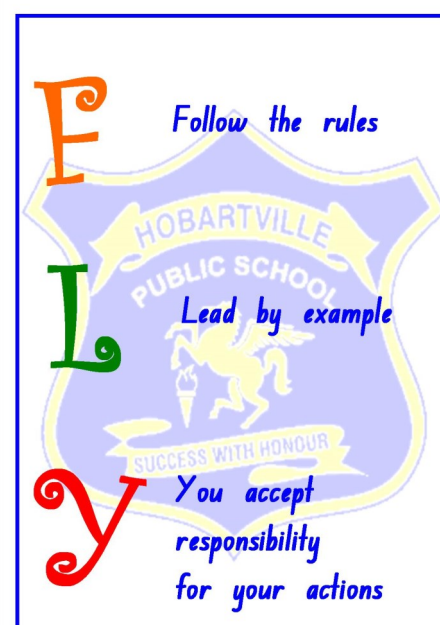 F
Follow the rules
HOBARTVILLE
PUBLIC SCHOOL
L
Lead by example
SUCCESS WITH HONOUR
Y
You accept
responsibility
for your actions